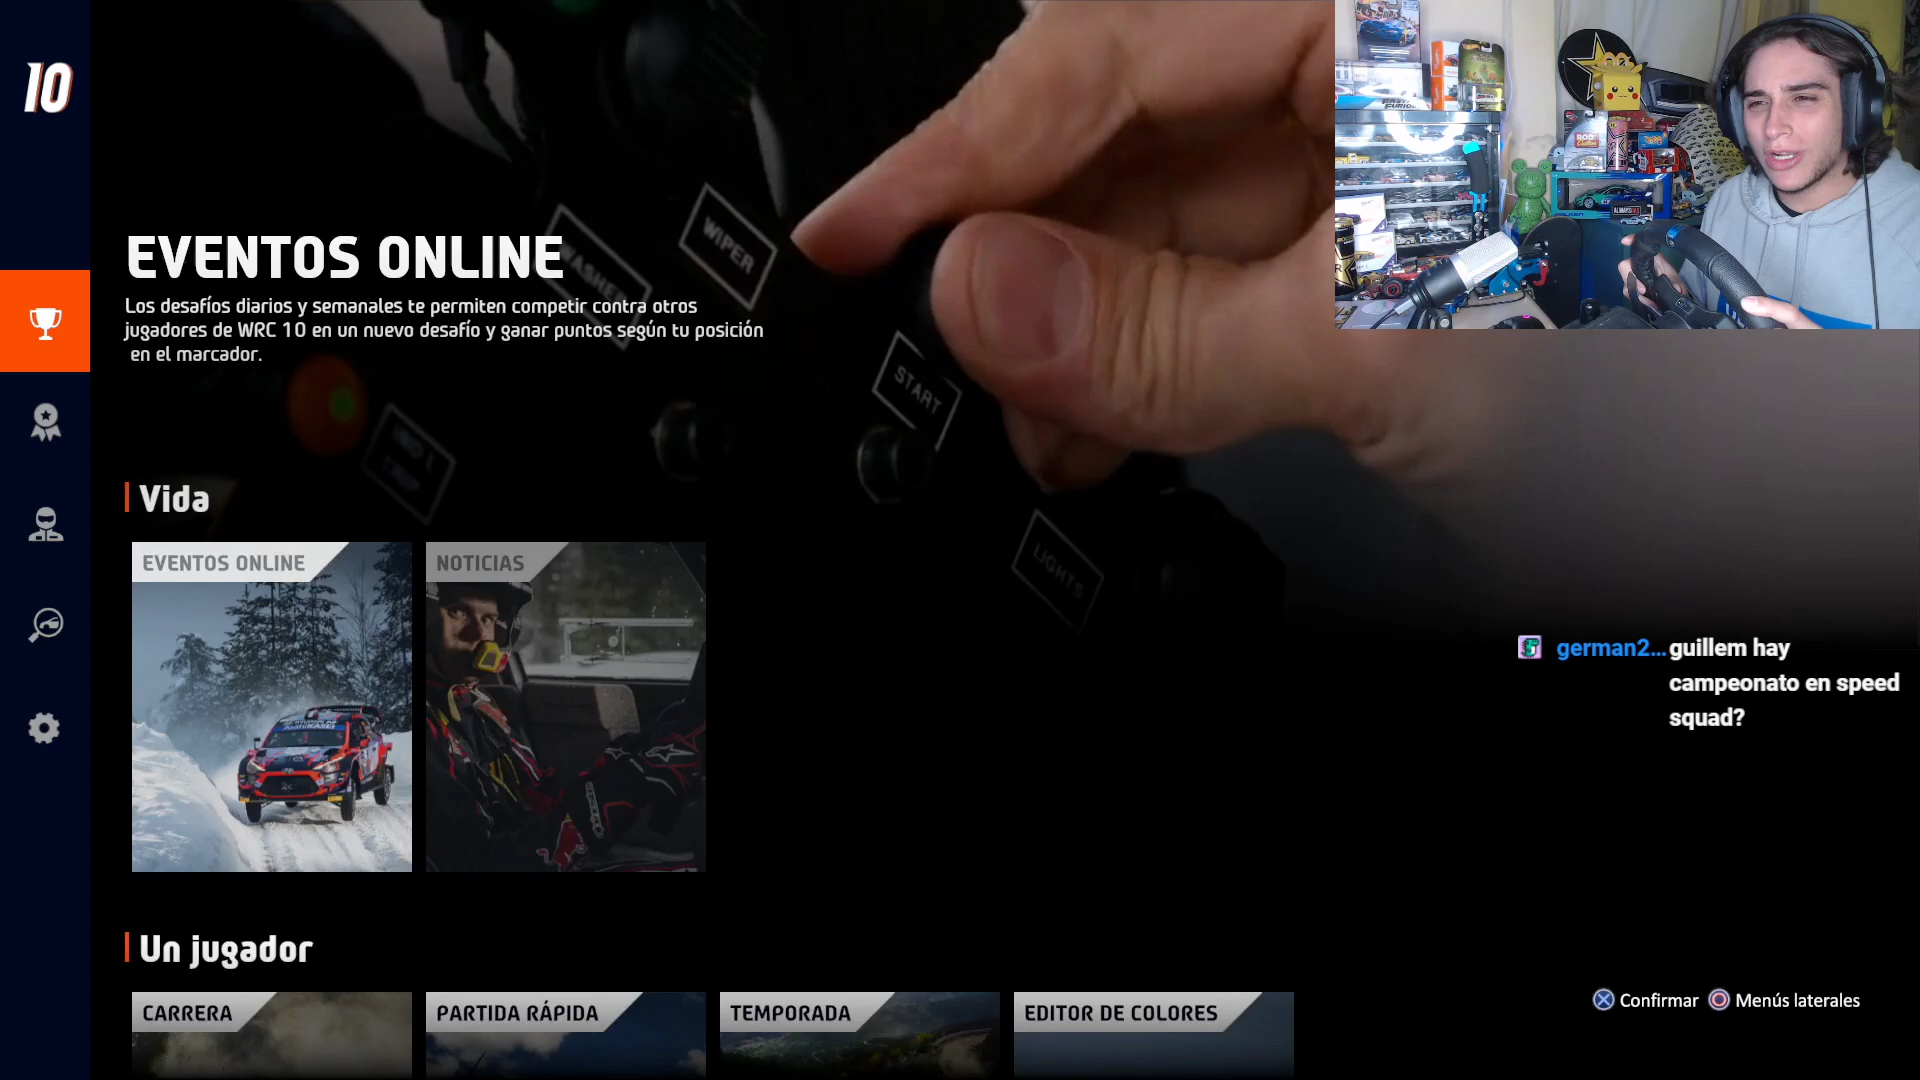 10
EVENTOS ONLINE
Los desafíos diarios y semanales te permiten competir contra otros
jugadores de WRC 10 en un nuevo desafío y ganar puntos según tu posición
en el marcador.
WASHER
WIPER
START
LIGHTS
Vida
EVENTOS ONLINE
NOTICIAS
german2... guillem hay
campeonato en speed
squad?
Un jugador
CARRERA
PARTIDA RÁPIDA
TEMPORADA
EDITOR DE COLORES
Confirmar
Menús laterales